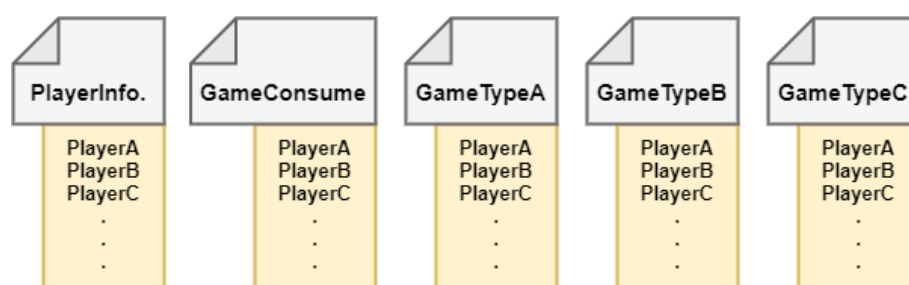 PlayerInfo. GameConsume GameTypeA GameTypeB GameTypeC
PlayerA PlayerA PlayerA PlayerA PlayerA
PlayerB PlayerB PlayerB PlayerB PlayerB
PlayerC PlayerC PlayerC PlayerC PlayerC
. . . . .
. . . . .
. . . . .